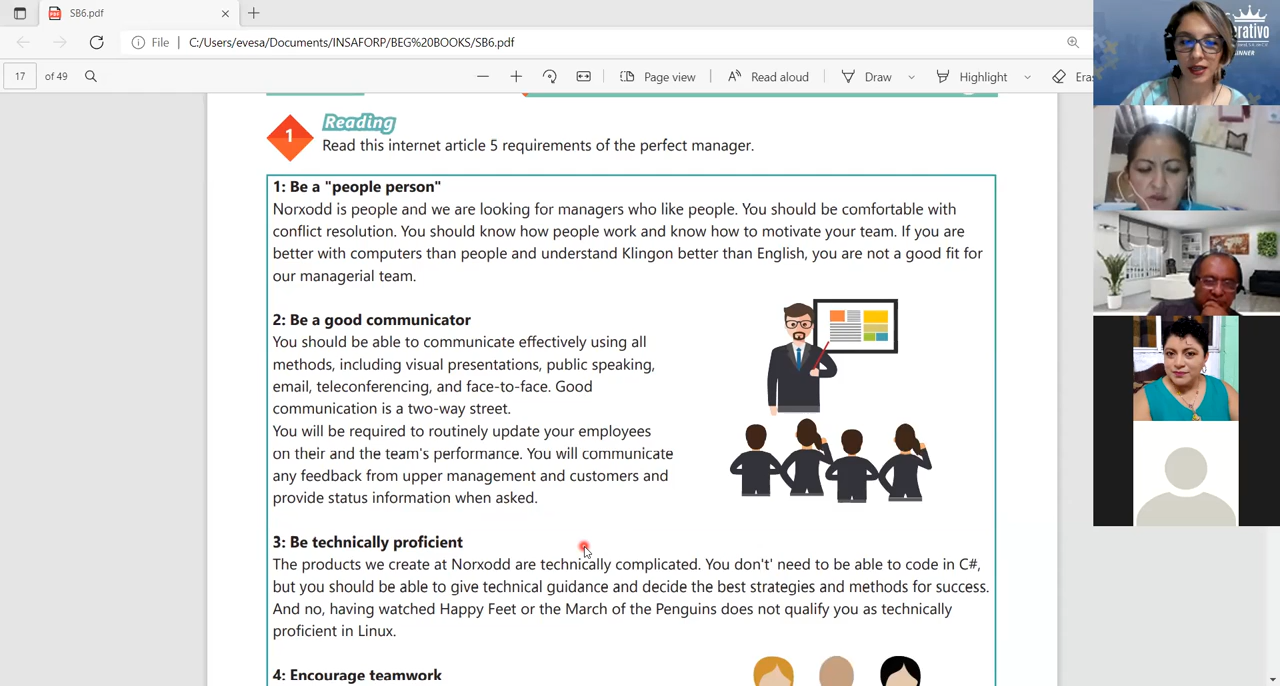 SB6.pdf
File
C:/Users/evesa/Documents/INSAFORP/BEG%20BOOKS/SB6.pdf
17 of 49
Page view
Read aloud
Draw
Highlight
1
Reading
Read this internet article 5 requirements of the perfect manager.
1: Be a "people person"
Norxodd is people and we are looking for managers who like people. You should be comfortable with
conflict resolution. You should know how people work and know how to motivate your team. If you are
better with computers than people and understand Klingon better than English, you are not a good fit for
our managerial team.
2: Be a good communicator
You should be able to communicate effectively using all
methods, including visual presentations, public speaking,
email, teleconferencing, and face-to-face. Good
communication is a two-way street.
You will be required to routinely update your employees
on their and the team's performance. You will communicate
any feedback from upper management and customers and
provide status information when asked.
3: Be technically proficient
The products we create at Norxodd are technically complicated. You don't' need to be able to code in C#,
but you should be able to give technical guidance and decide the best strategies and methods for success.
And no, having watched Happy Feet or the March of the Penguins does not qualify you as technically
proficient in Linux.
4: Encourage teamwork